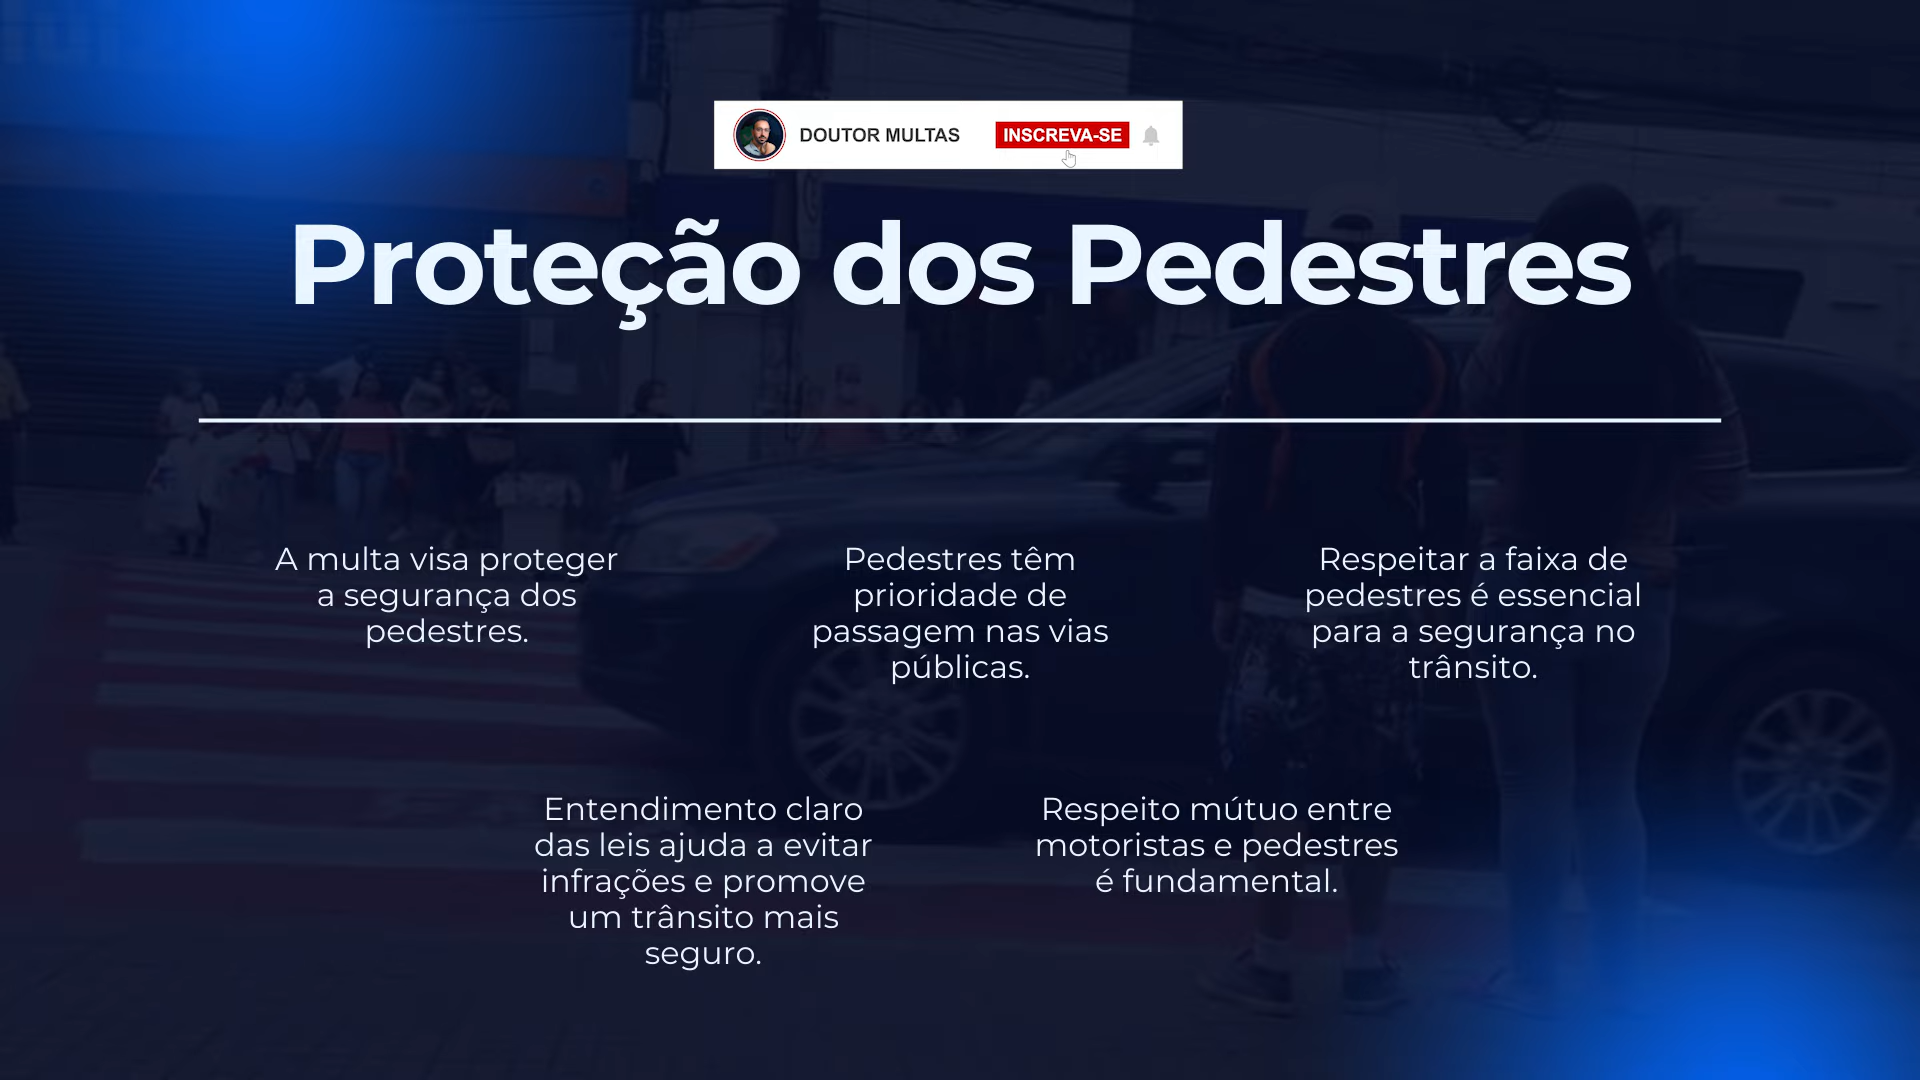 DOUTOR MULTAS
INSCREVA-SE
Proteção dos Pedestres
A multa visa proteger
a segurança dos
pedestres.
Pedestres têm
prioridade de
passagem nas vias
públicas.
Respeitar a faixa de
pedestres é essencial
para a segurança no
trânsito.
Entendimento claro
das leis ajuda a evitar
infrações e promove
um trânsito mais
seguro.
Respeito mútuo entre
motoristas e pedestres
é fundamental.